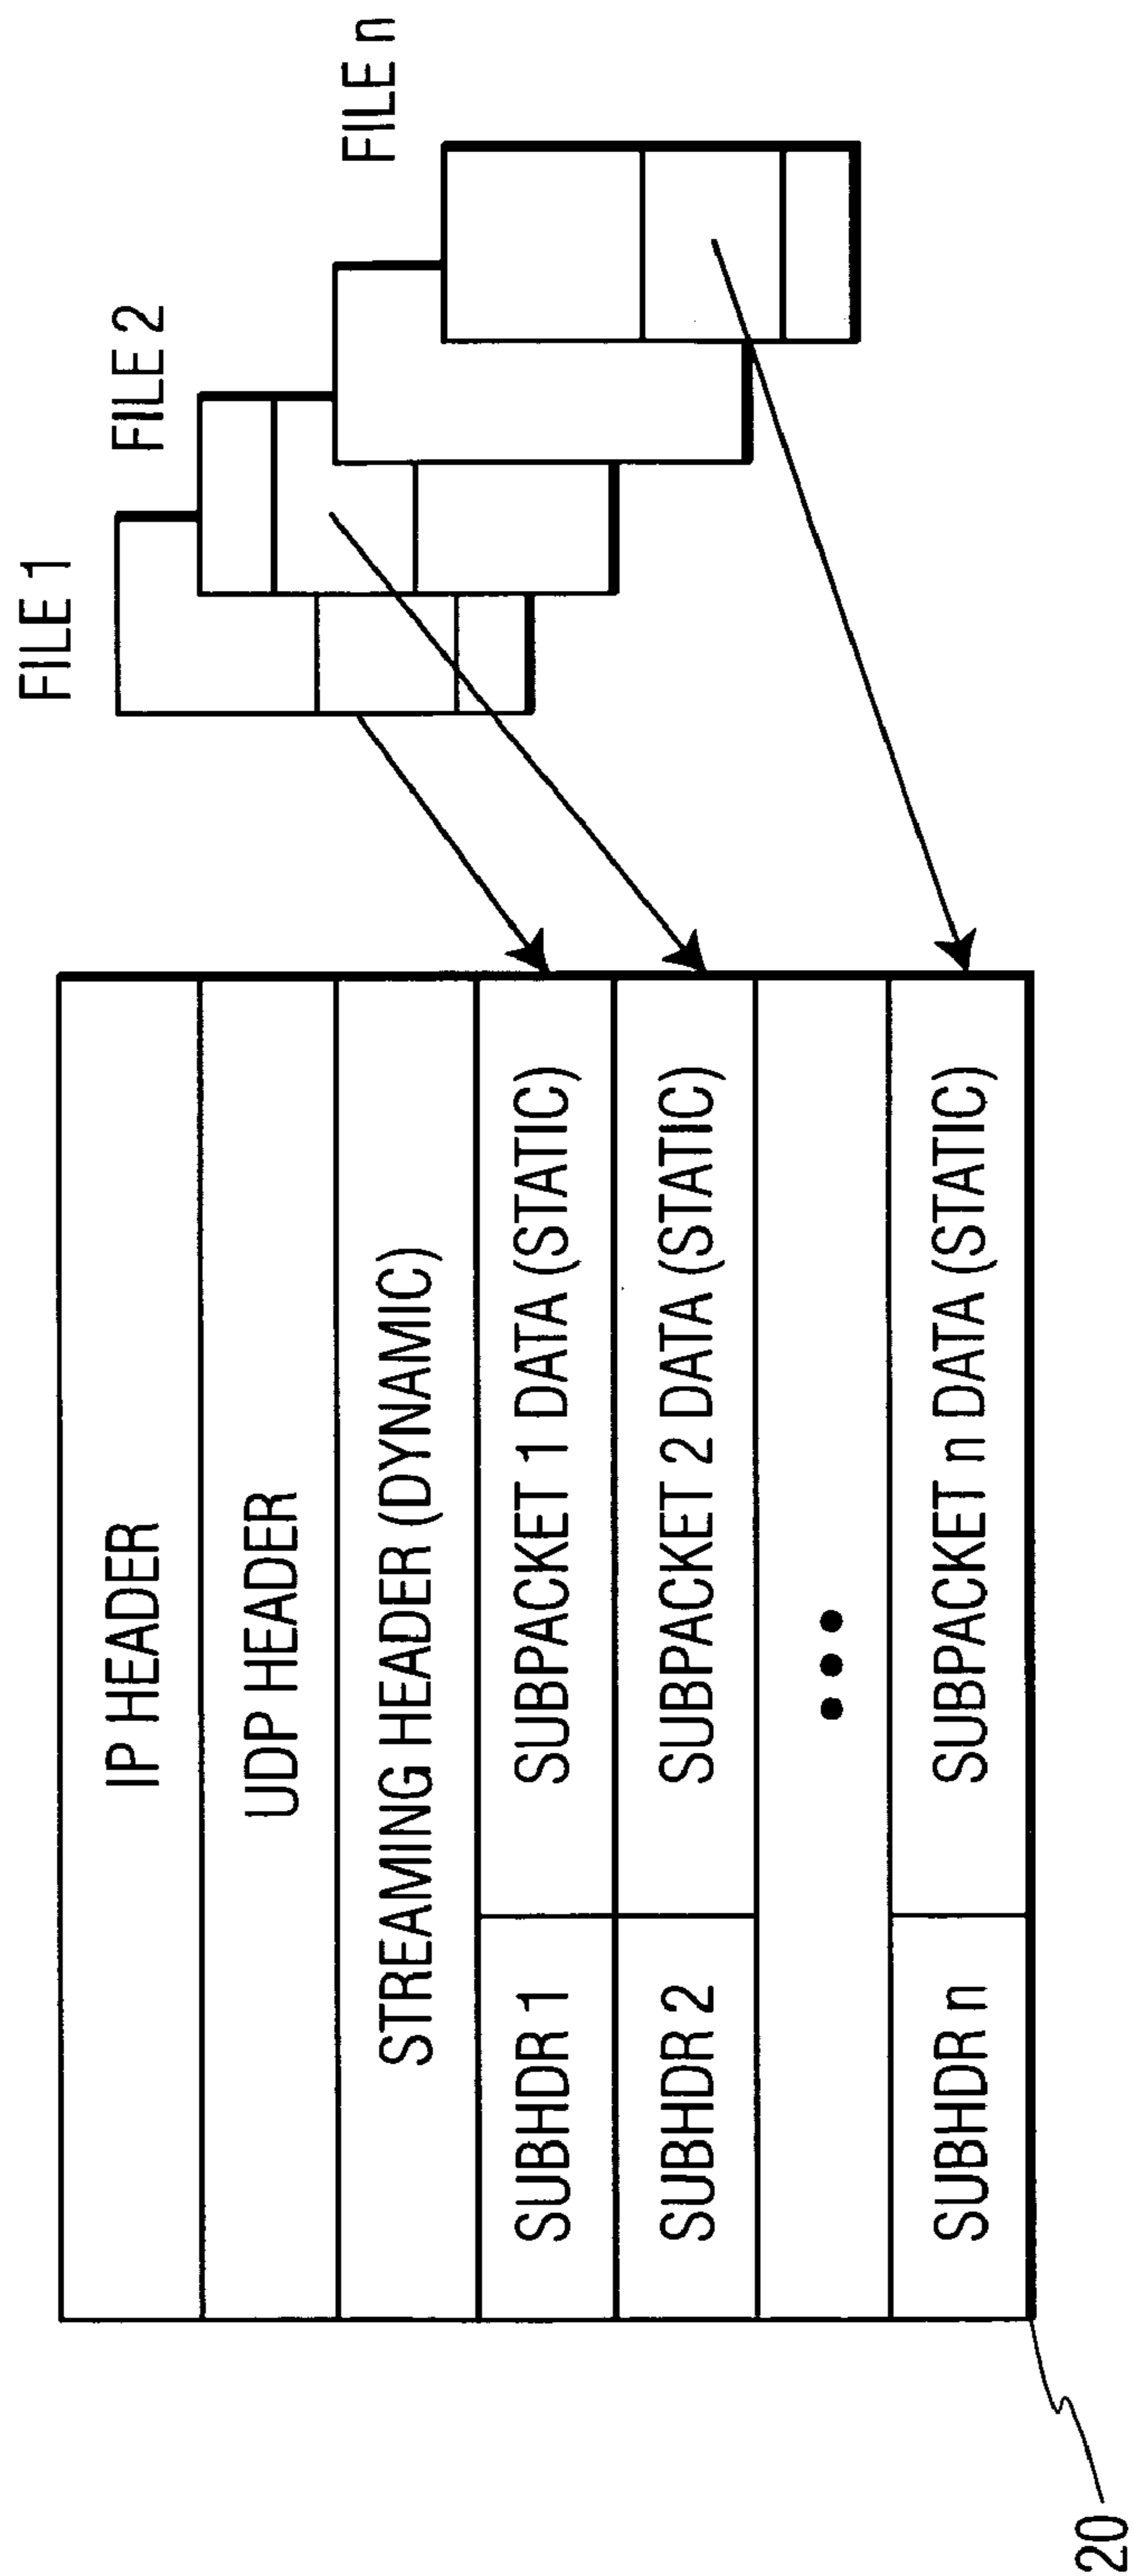 IP HEADER
UDP HEADER
STREAMING HEADER (DYNAMIC)
SUBHDR 1
SUBPACKET 1 DATA (STATIC)
SUBHDR 2
SUBPACKET 2 DATA (STATIC)
•••
SUBHDR n
SUBPACKET n DATA (STATIC)
20
FILE 1
FILE 2
FILE n